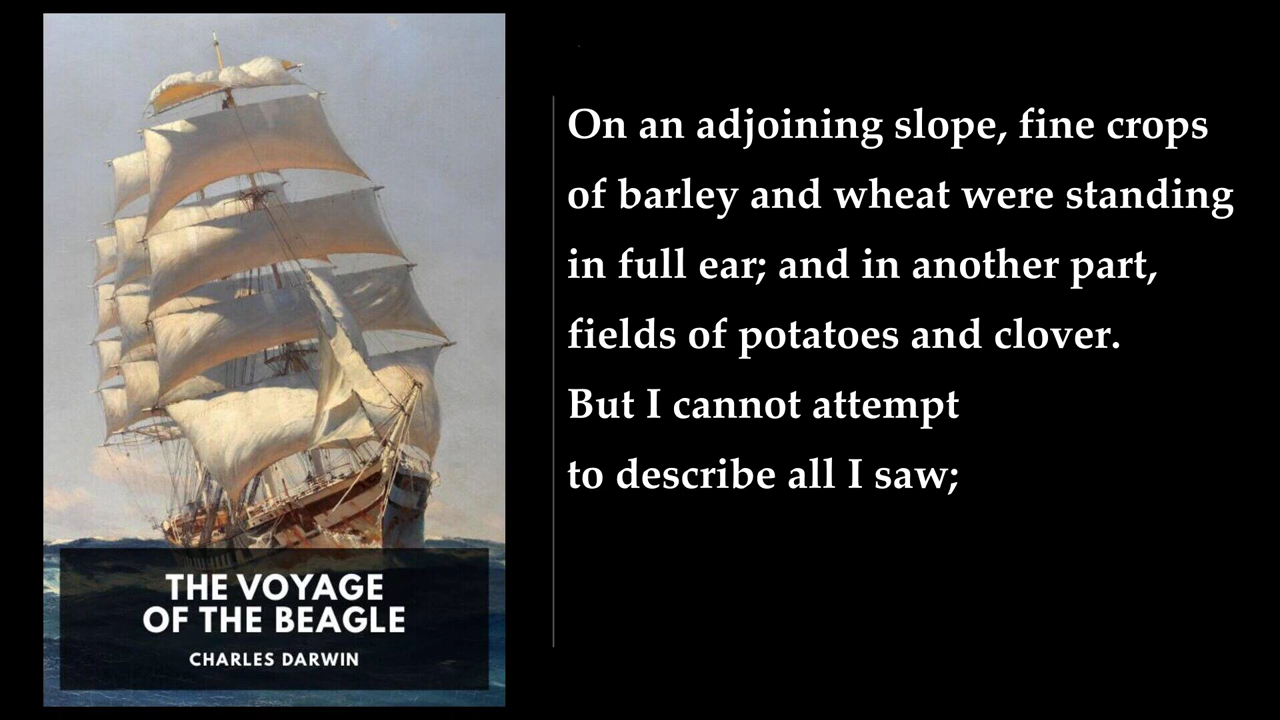 On an adjoining slope, fine crops
of barley and wheat were standing
in full ear; and in another part,
fields of potatoes and clover.
But I cannot attempt
to describe all I saw;
THE VOYAGE
OF THE BEAGLE
CHARLES DARWIN